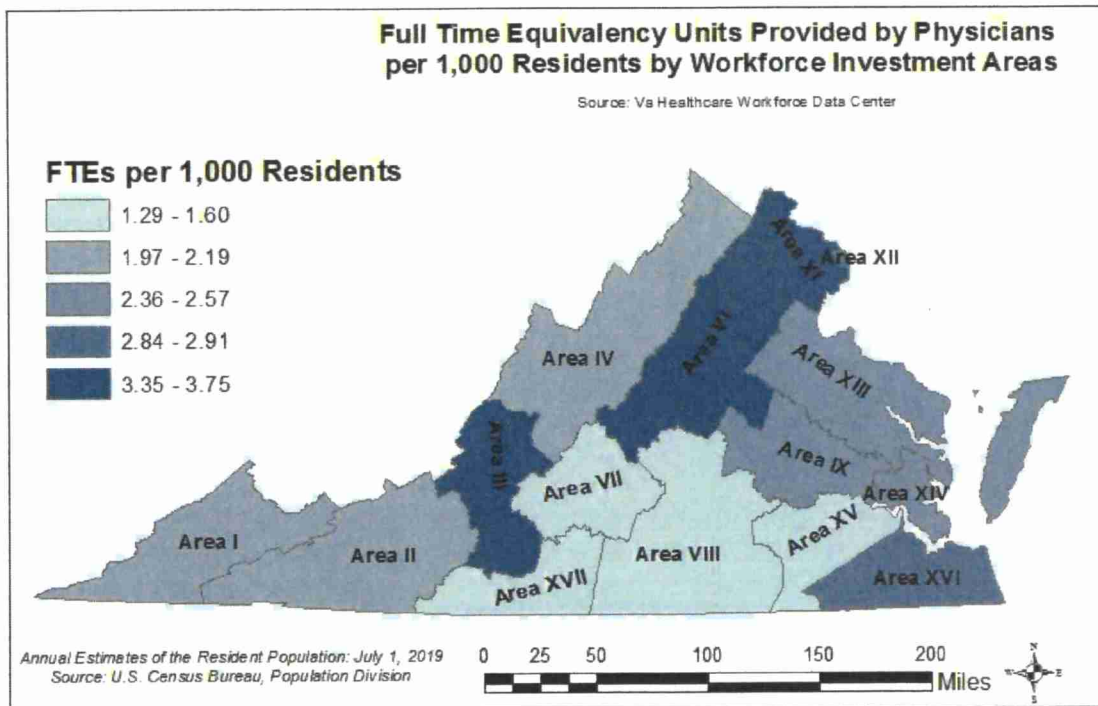 Full Time Equivalency Units Provided by Physicians
per 1,000 Residents by Workforce Investment Areas
Source: Va Healthcare Workforce Data Center
FTEs per 1,000 Residents
1.29 - 1.60
1.97 - 2.19
2.36 - 2.57
2.84 - 2.91
3.35 - 3.75
Area XI
Area XII
Area VI
Area IV
Area XIII
Area III
Area IX
Area VII
Area XIV
Area XV
Area I
Area II
Area VIII
Area XVI
Area XVII
Annual Estimates of the Resident Population: July 1, 2019
Source: U.S. Census Bureau, Population Division
0 25 50 100 150 200
Miles
N
W E
S